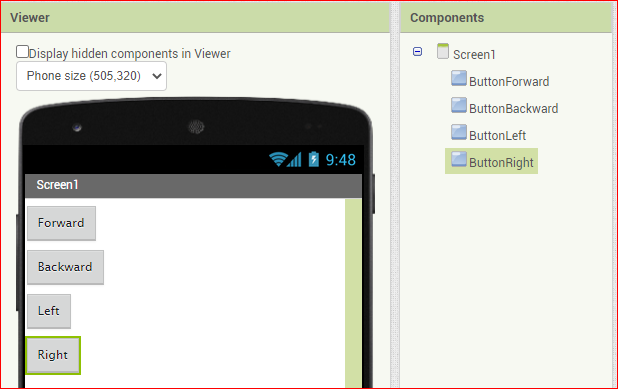 Viewer
Display hidden components in Viewer
Phone size (505,320)
9:48
Screen1
Forward
Backward
Left
Right
Components
Screen1
ButtonForward
ButtonBackward
ButtonLeft
ButtonRight